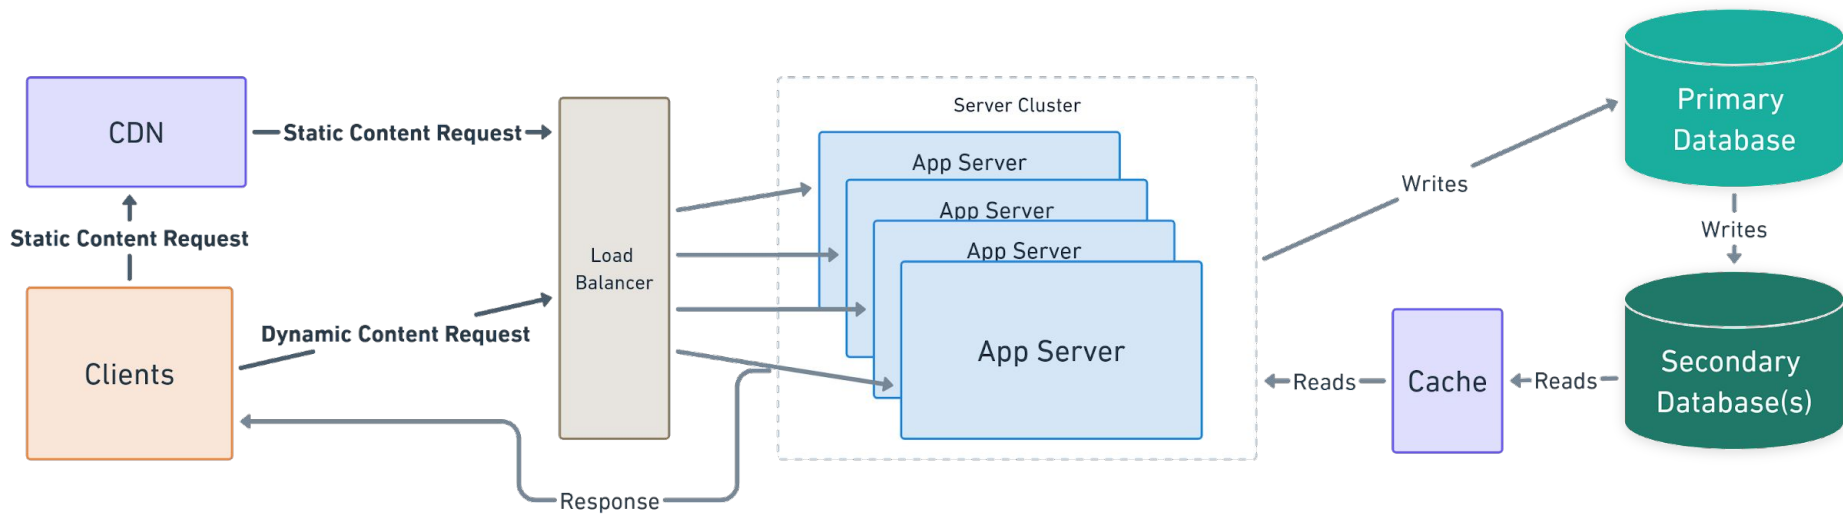 CDN
Static Content Request
Static Content Request
Clients
Dynamic Content Request
Load
Balancer
Response
Server Cluster
App Server
App Server
App Server
App Server
Writes
Primary
Database
Writes
Reads
Cache
Reads
Secondary
Database(s)